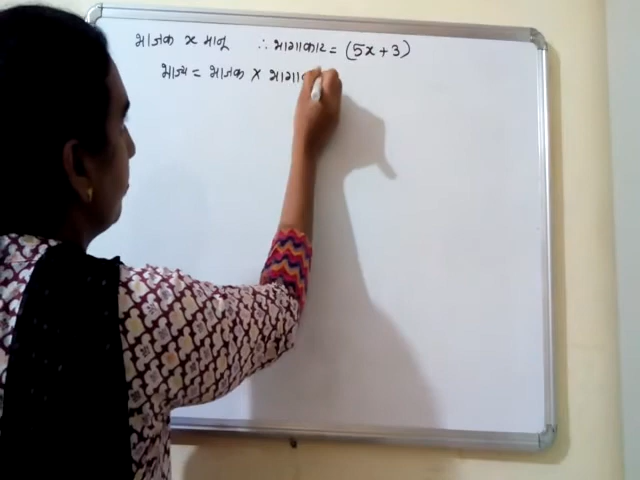 भाजक x मानू ∴ भागाकार = (5x + 3)
भाज्य = भाजक × भागा